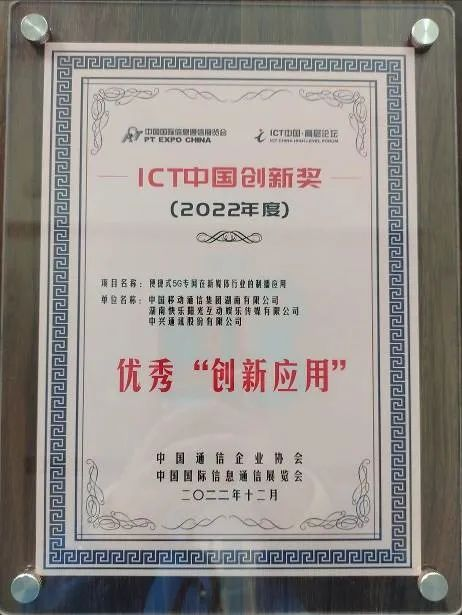 中国国际信息通信展览会
PT EXPO CHINA
ICT中国·高层论坛
ICT CHINA HIGH-LEVEL FORUM
ICT中国创新奖
(2022年度)
项目名称: 便捷式5G专网在新媒体行业的制播应用
单位名称: 中国移动通信集团湖南有限公司
湖南快乐阳光互动娱乐传媒有限公司
中兴通讯股份有限公司
优秀“创新应用”
中国通信企业协会
中国国际信息通信展览会
二〇二二年十二月